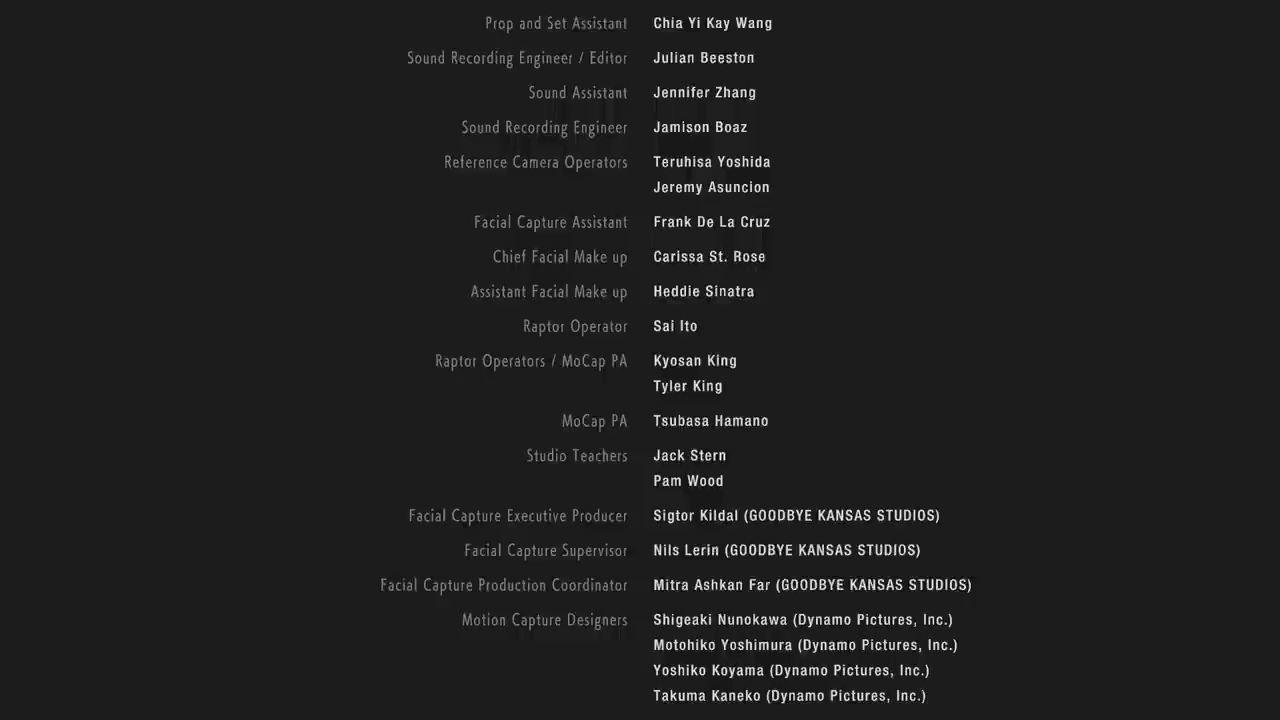 Prop and Set Assistant Chia Yi Kay Wang
Sound Recording Engineer / Editor Julian Beeston
Sound Assistant Jennifer Zhang
Sound Recording Engineer Jamison Boaz
Reference Camera Operators Teruhisa Yoshida
Jeremy Asuncion
Facial Capture Assistant Frank De La Cruz
Chief Facial Make up Carissa St. Rose
Assistant Facial Make up Heddie Sinatra
Raptor Operator Sai Ito
Raptor Operators / MoCap PA Kyosan King
Tyler King
MoCap PA Tsubasa Hamano
Studio Teachers Jack Stern
Pam Wood
Facial Capture Executive Producer Sigtor Kildal (GOODBYE KANSAS STUDIOS)
Facial Capture Supervisor Nils Lerin (GOODBYE KANSAS STUDIOS)
Facial Capture Production Coordinator Mitra Ashkan Far (GOODBYE KANSAS STUDIOS)
Motion Capture Designers Shigeaki Nunokawa (Dynamo Pictures, Inc.)
Motohiko Yoshimura (Dynamo Pictures, Inc.)
Yoshiko Koyama (Dynamo Pictures, Inc.)
Takuma Kaneko (Dynamo Pictures, Inc.)